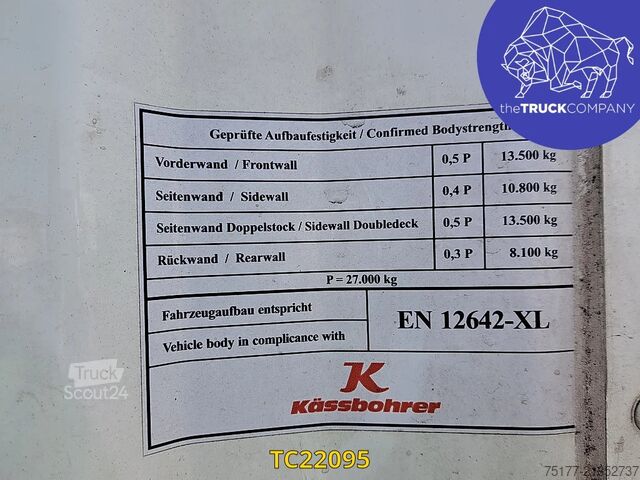 theTRUCKCOMPANY
Geprüfte Aufbaufestigkeit / Confirmed Bodystrength
Vorderwand / Frontwall 0,5 P 13.500 kg
Seitenwand / Sidewall 0,4 P 10.800 kg
Seitenwand Doppelstock / Sidewall Doubledeck 0,5 P 13.500 kg
Rückwand / Rearwall 0,3 P 8.100 kg
P = 27.000 kg
Fahrzeugaufbau entspricht
Vehicle body in complicance with
EN 12642-XL
K
Kässbohrer
Truck
Scout24
TC22095